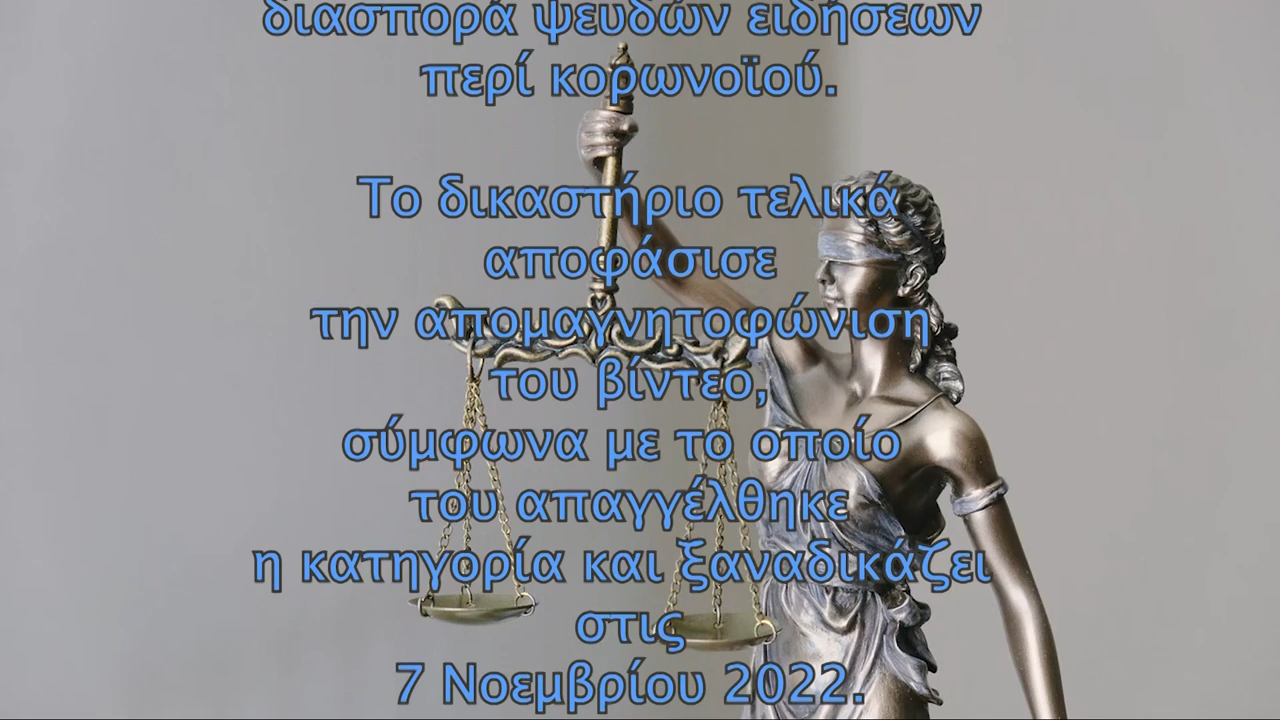 διασπορά ψευδών ειδήσεων
περί κορωνοϊού.
Το δικαστήριο τελικά
αποφάσισε
την απομαγνητοφώνιση
του βίντεο,
σύμφωνα με το οποίο
του απαγγέλθηκε
η κατηγορία και ξαναδικάζει
στις
7 Νοεμβρίου 2022.